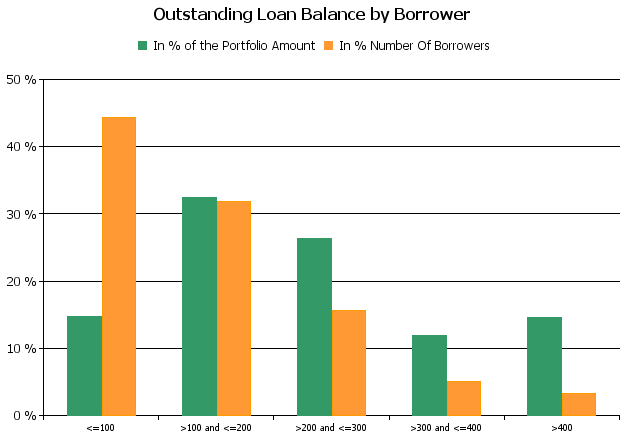 Outstanding Loan Balance by Borrower
In % of the Portfolio Amount In % Number Of Borrowers
50 %
40 %
30 %
20 %
10 %
0 %
<=100 >100 and <=200 >200 and <=300 >300 and <=400 >400